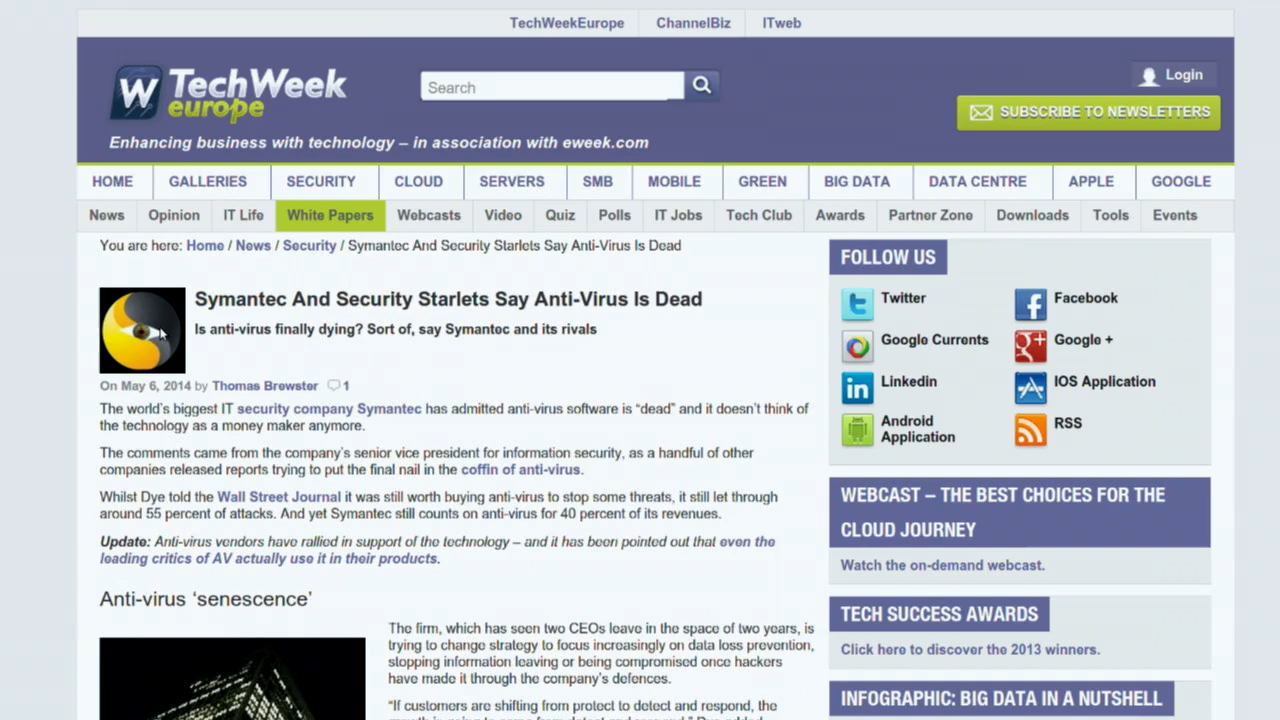 TechWeekEurope ChannelBiz ITweb
W TechWeek
europe
Search
Login
SUBSCRIBE TO NEWSLETTERS
Enhancing business with technology – in association with eweek.com
HOME GALLERIES SECURITY CLOUD SERVERS SMB MOBILE GREEN BIG DATA DATA CENTRE APPLE GOOGLE
News Opinion IT Life White Papers Webcasts Video Quiz Polls IT Jobs Tech Club Awards Partner Zone Downloads Tools Events
You are here: Home / News / Security / Symantec And Security Starlets Say Anti-Virus Is Dead
Symantec And Security Starlets Say Anti-Virus Is Dead
Is anti-virus finally dying? Sort of, say Symantec and its rivals
On May 6, 2014 by Thomas Brewster 1
The world's biggest IT security company Symantec has admitted anti-virus software is “dead” and it doesn't think of
the technology as a money maker anymore.
The comments came from the company's senior vice president for information security, as a handful of other
companies released reports trying to put the final nail in the coffin of anti-virus.
Whilst Dye told the Wall Street Journal it was still worth buying anti-virus to stop some threats, it still let through
around 55 percent of attacks. And yet Symantec still counts on anti-virus for 40 percent of its revenues.
Update: Anti-virus vendors have rallied in support of the technology – and it has been pointed out that even the
leading critics of AV actually use it in their products.
Anti-virus ‘senescence’
The firm, which has seen two CEOs leave in the space of two years, is
trying to change strategy to focus increasingly on data loss prevention,
stopping information leaving or being compromised once hackers
have made it through the company's defences.
“If customers are shifting from protect to detect and respond, the
FOLLOW US
Twitter Facebook
Google Currents Google +
Linkedin IOS Application
Android
Application
RSS
WEBCAST – THE BEST CHOICES FOR THE
CLOUD JOURNEY
Watch the on-demand webcast.
TECH SUCCESS AWARDS
Click here to discover the 2013 winners.
INFOGRAPHIC: BIG DATA IN A NUTSHELL